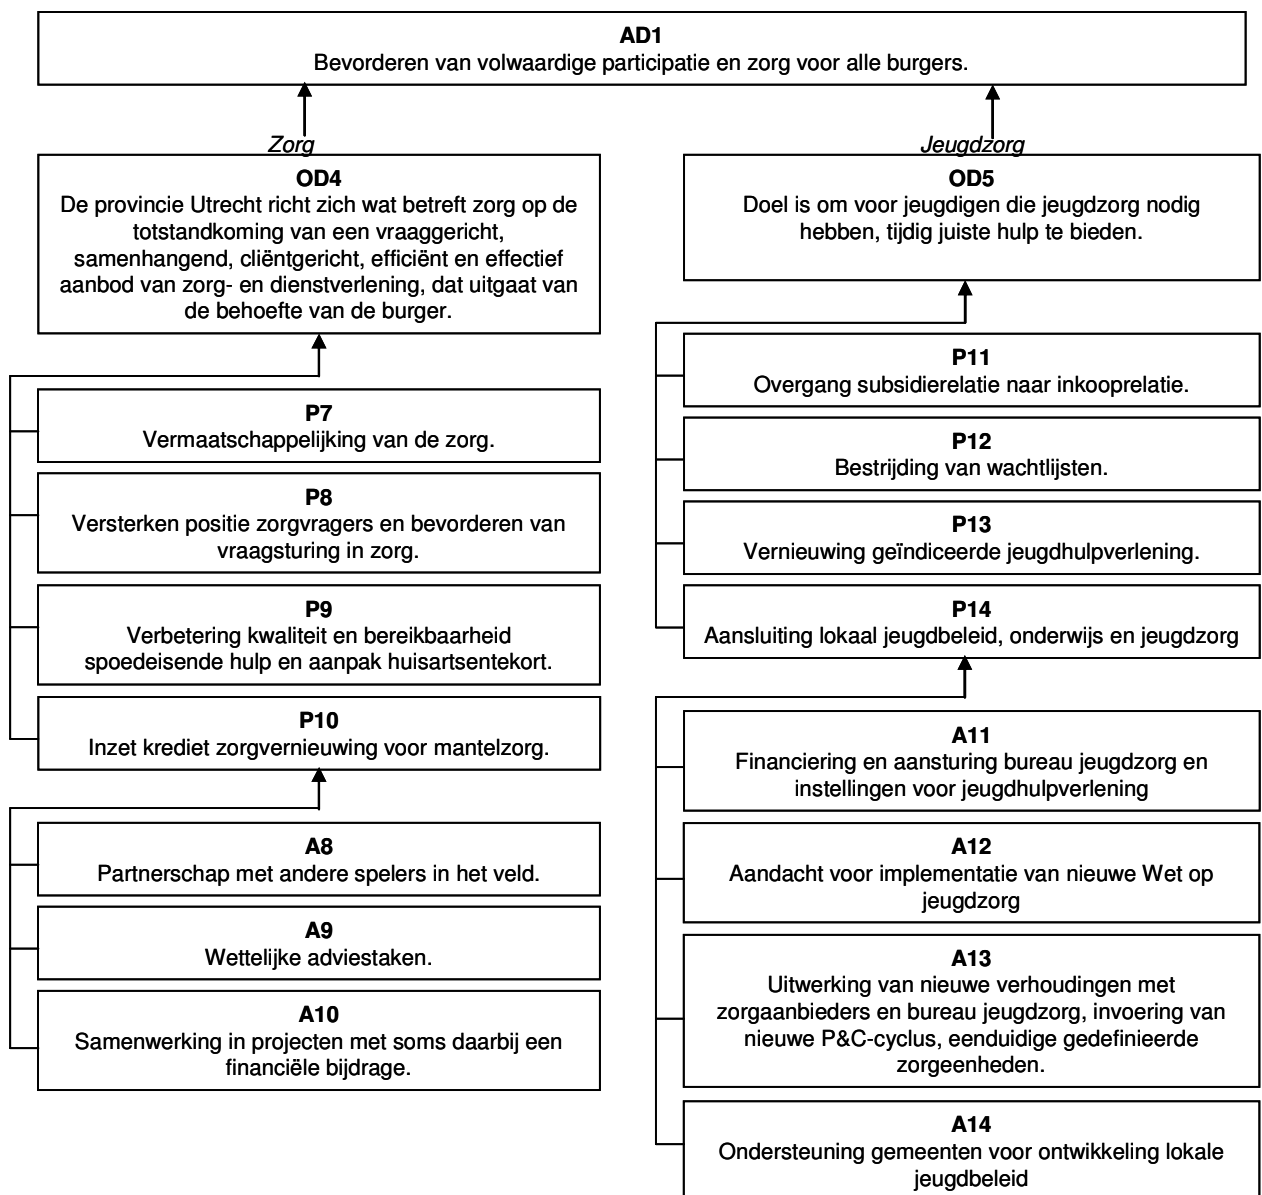 AD1
Bevorderen van volwaardige participatie en zorg voor alle burgers.
Zorg
OD4
De provincie Utrecht richt zich wat betreft zorg op de
totstandkoming van een vraaggericht,
samenhangend, cliëntgericht, efficiënt en effectief
aanbod van zorg- en dienstverlening, dat uitgaat van
de behoefte van de burger.
P7
Vermaatschappelijking van de zorg.
P8
Versterken positie zorgvragers en bevorderen van
vraagsturing in zorg.
P9
Verbetering kwaliteit en bereikbaarheid
spoedeisende hulp en aanpak huisartsentekort.
P10
Inzet krediet zorgvernieuwing voor mantelzorg.
A8
Partnerschap met andere spelers in het veld.
A9
Wettelijke adviestaken.
A10
Samenwerking in projecten met soms daarbij een
financiële bijdrage.
Jeugdzorg
OD5
Doel is om voor jeugdigen die jeugdzorg nodig
hebben, tijdig juiste hulp te bieden.
P11
Overgang subsidierelatie naar inkooprelatie.
P12
Bestrijding van wachtlijsten.
P13
Vernieuwing geïndiceerde jeugdhulpverlening.
P14
Aansluiting lokaal jeugdbeleid, onderwijs en jeugdzorg
A11
Financiering en aansturing bureau jeugdzorg en
instellingen voor jeugdhulpverlening
A12
Aandacht voor implementatie van nieuwe Wet op
jeugdzorg
A13
Uitwerking van nieuwe verhoudingen met
zorgaanbieders en bureau jeugdzorg, invoering van
nieuwe P&C-cyclus, eenduidige gedefinieerde
zorgeenheden.
A14
Ondersteuning gemeenten voor ontwikkeling lokale
jeugdbeleid